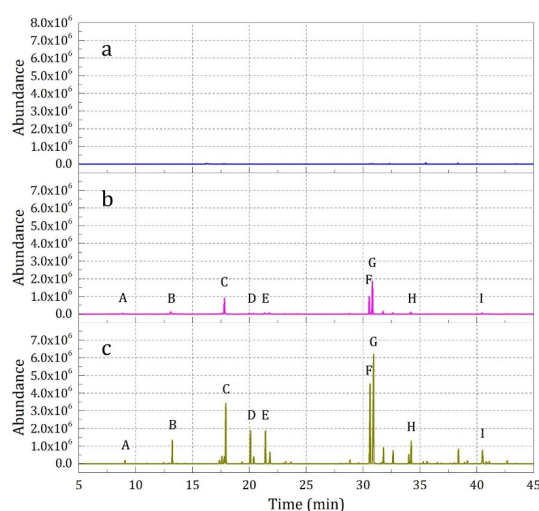 8.0x10⁶
7.0x10⁶
6.0x10⁶
5.0x10⁶
4.0x10⁶
3.0x10⁶
2.0x10⁶
1.0x10⁶
0.0
Abundance
a
7.0x10⁶
6.0x10⁶
5.0x10⁶
4.0x10⁶
3.0x10⁶
2.0x10⁶
1.0x10⁶
0.0
Abundance
b
A B C D E F G H I
7.0x10⁶
6.0x10⁶
5.0x10⁶
4.0x10⁶
3.0x10⁶
2.0x10⁶
1.0x10⁶
0.0
Abundance
c
A B C D E F G H I
5 10 15 20 25 30 35 40 45
Time (min)